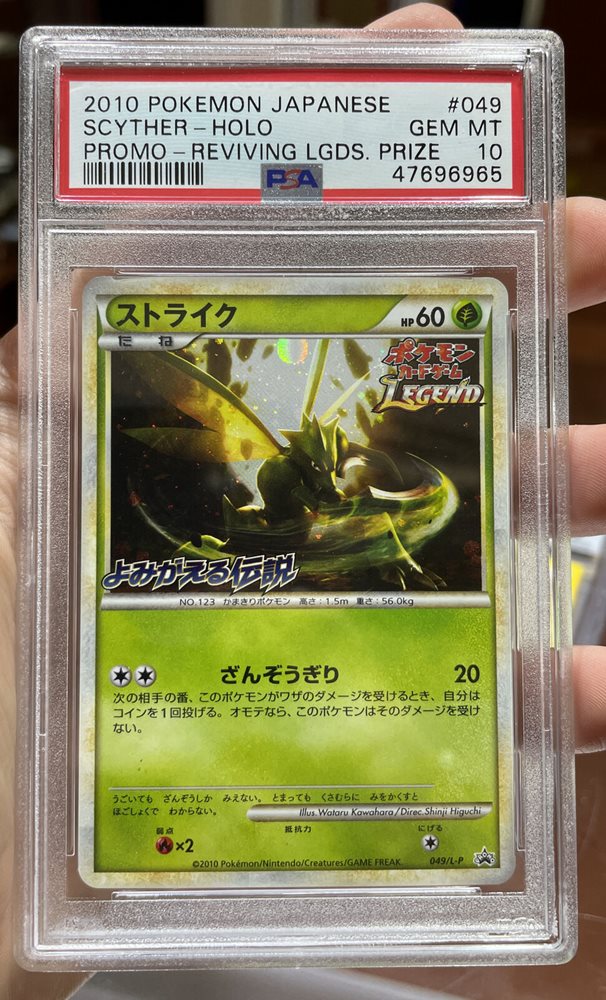 2010 POKEMON JAPANESE #049
SCYTHER - HOLO GEM MT
PROMO - REVIVING LGDS. PRIZE 10
PSA 47696965
ストライク HP60
たね
ポケモン
カードゲーム
LEGEND
よみがえる伝説
NO.123 かまきりポケモン 高さ:1.5m 重さ:56.0kg
ざんぞうぎり 20
次の相手の番、このポケモンがワザのダメージを受けるとき、自分は
コインを1回投げる。オモテなら、このポケモンはそのダメージを受け
ない。
うごいても ざんぞうしか みえない。とまっても くさむらに みをかくすと
ほごしょくで わからない。
Illus.Wataru Kawahara/Direc.Shinji Higuchi
弱点 抵抗力 にげる
×2
049/L-P
©2010 Pokémon/Nintendo/Creatures/GAME FREAK.